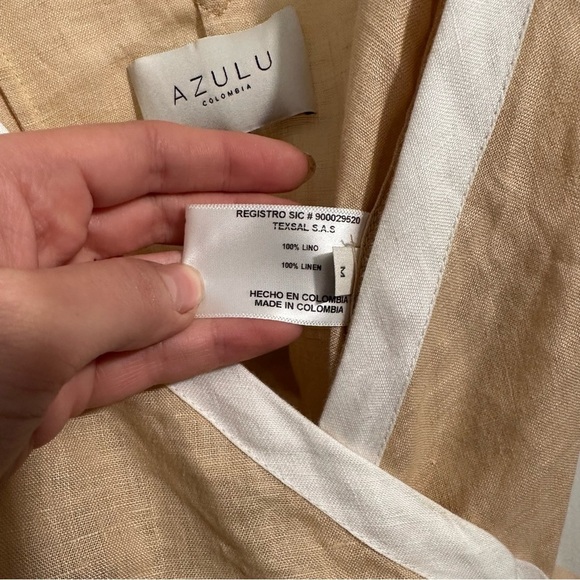 AZULU
COLOMBIA
REGISTRO SIC # 900029520
TEXSAL S.A.S
100% LINO
100% LINEN
M
HECHO EN COLOMBIA
MADE IN COLOMBIA